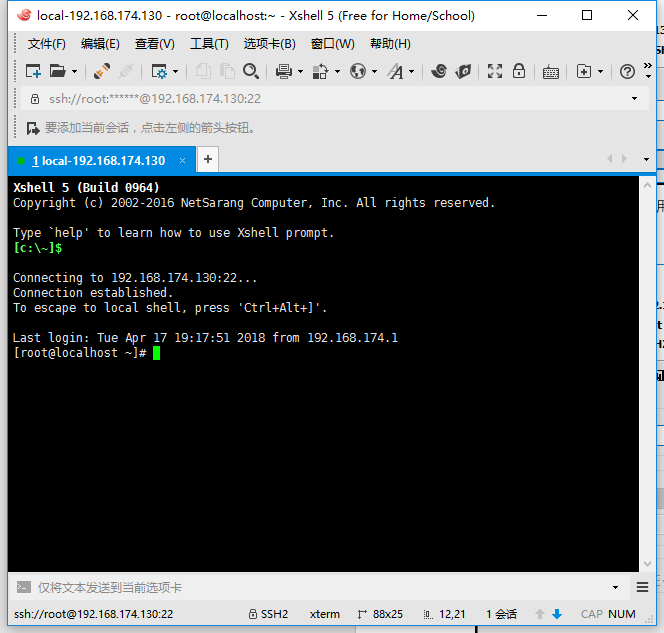 local-192.168.174.130 - root@localhost:~ - Xshell 5 (Free for Home/School)
文件(F) 编辑(E) 查看(V) 工具(T) 选项卡(B) 窗口(W) 帮助(H)
ssh://root:******@192.168.174.130:22
要添加当前会话，点击左侧的箭头按钮。
1 local-192.168.174.130
Xshell 5 (Build 0964)
Copyright (c) 2002-2016 NetSarang Computer, Inc. All rights reserved.
Type `help' to learn how to use Xshell prompt.
[c:\~]$
Connecting to 192.168.174.130:22...
Connection established.
To escape to local shell, press 'Ctrl+Alt+]'.
Last login: Tue Apr 17 19:17:51 2018 from 192.168.174.1
[root@localhost ~]#
仅将文本发送到当前选项卡
ssh://root@192.168.174.130:22 SSH2 xterm 88x25 12,21 1 会话 CAP NUM